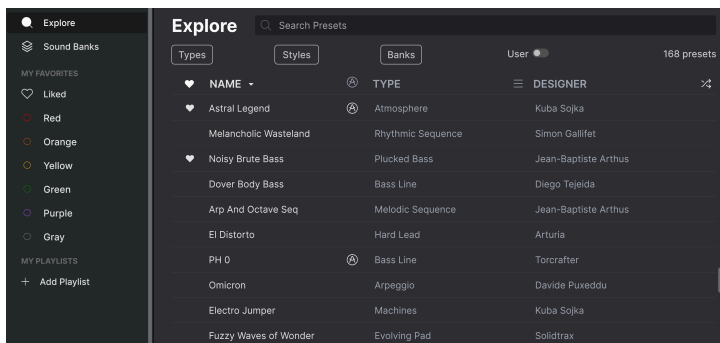 Explore
Sound Banks
MY FAVORITES
Liked
Red
Orange
Yellow
Green
Purple
Gray
MY PLAYLISTS
Add Playlist
Explore Search Presets
Types Styles Banks User 168 presets
NAME TYPE DESIGNER
Astral Legend Atmosphere Kuba Sojka
Melancholic Wasteland Rhythmic Sequence Simon Gallifet
Noisy Brute Bass Plucked Bass Jean-Baptiste Arthus
Dover Body Bass Bass Line Diego Tejeida
Arp And Octave Seq Melodic Sequence Jean-Baptiste Arthus
El Distorto Hard Lead Arturia
PH 0 Bass Line Torcrafter
Omicron Arpeggio Davide Puxeddu
Electro Jumper Machines Kuba Sojka
Fuzzy Waves of Wonder Evolving Pad Solidtrax